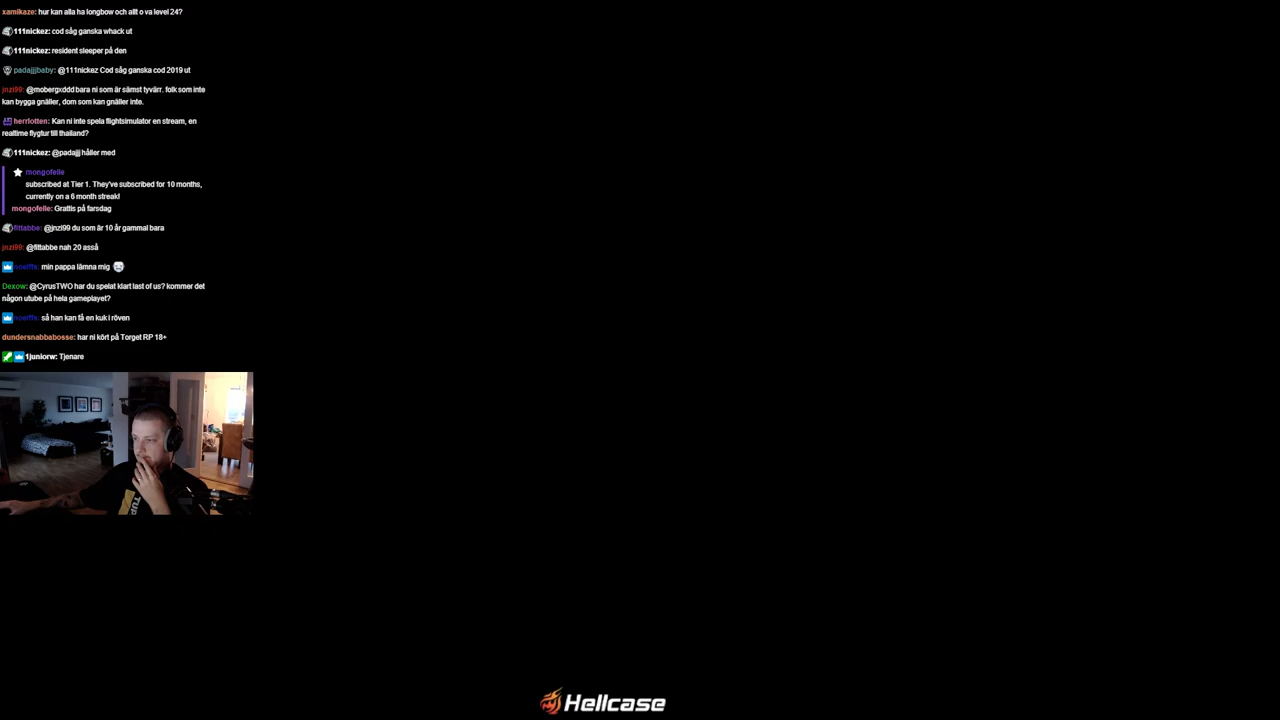 xamikaze: hur kan alla ha longbow och allt o va level 24?
111nickez: cod såg ganska whack ut
111nickez: resident sleeper på den
padajjjbaby: @111nickez Cod såg ganska cod 2019 ut
jnzi99: @mobergxddd bara ni som är sämst tyvärr. folk som inte
kan bygga gnäller, dom som kan gnäller inte.
herrlotten: Kan ni inte spela flightsimulator en stream, en
realtime flygtur till thailand?
111nickez: @padajjj håller med
mongofelle
subscribed at Tier 1. They've subscribed for 10 months,
currently on a 6 month streak!
mongofelle: Grattis på farsdag
fittabbe: @jnzi99 du som är 10 år gammal bara
jnzi99: @fittabbe nah 20 asså
noelffs: min pappa lämna mig
Dexow: @CyrusTWO har du spelat klart last of us? kommer det
någon utube på hela gameplayet?
noelffs: så han kan få en kuk i röven
dundersnabbabosse: har ni kört på Torget RP 18+
1juniorw: Tjenare
Hellcase